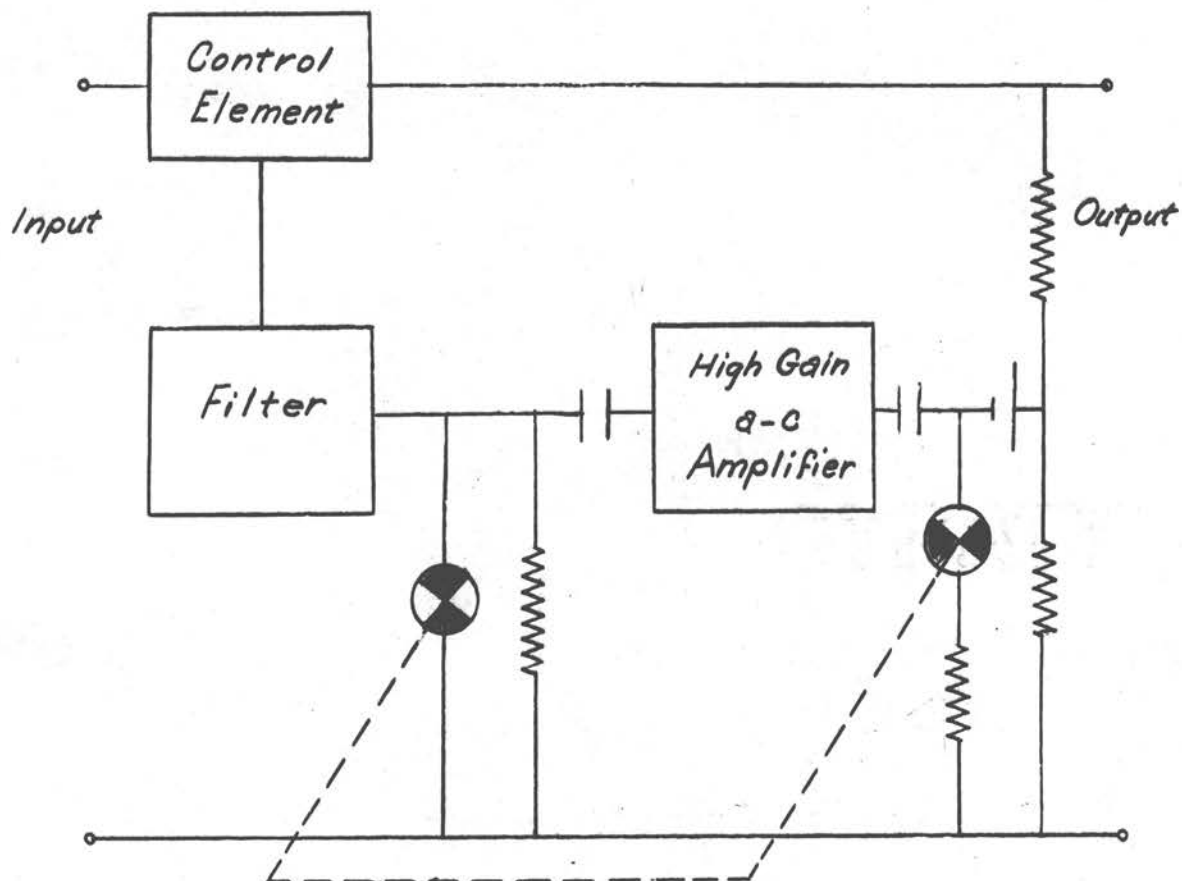 Control
Element
Input
Output
Filter
High Gain
a-c
Amplifier